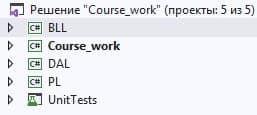 Решение "Course_work" (проекты: 5 из 5)
C# BLL
C# Course_work
C# DAL
C# PL
UnitTests